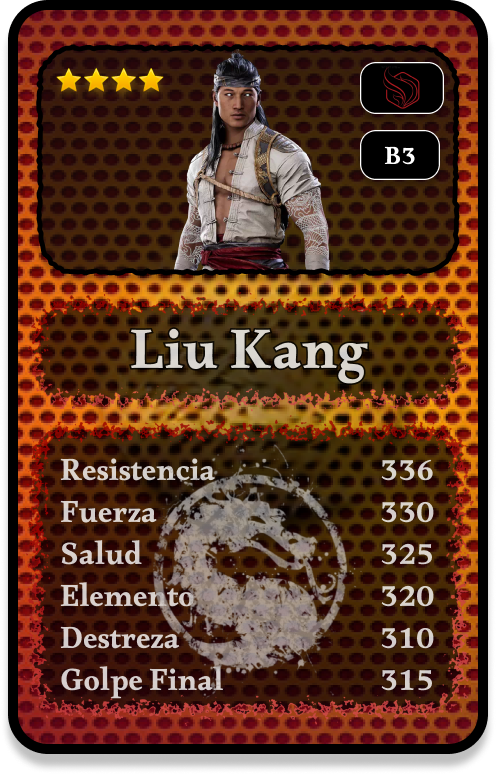 B3
Liu Kang
Resistencia 336
Fuerza 330
Salud 325
Elemento 320
Destreza 310
Golpe Final 315